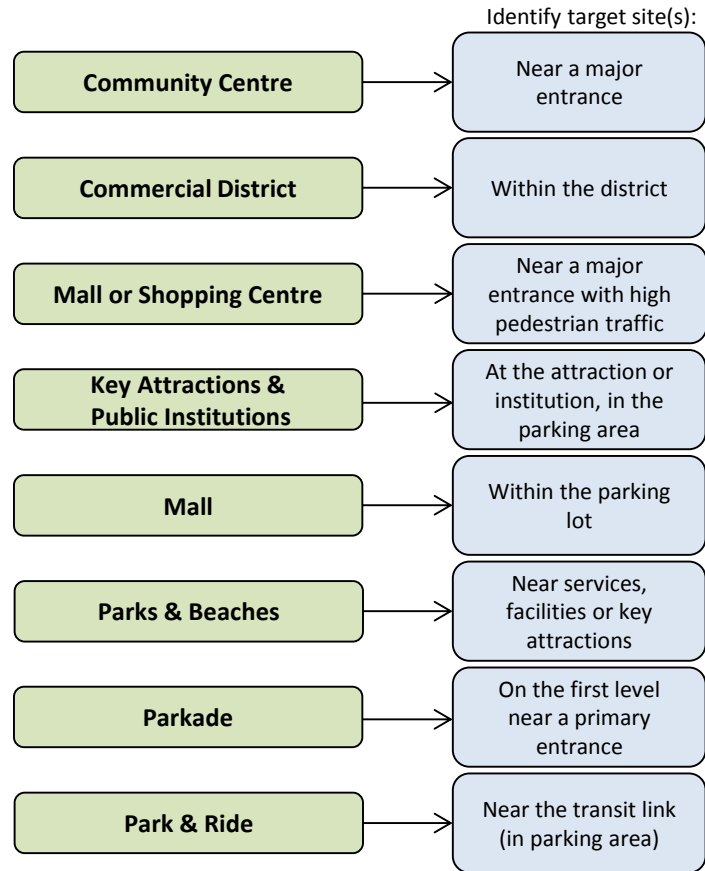 Identify target site(s):
Community Centre
Near a major
entrance
Commercial District
Within the district
Mall or Shopping Centre
Near a major
entrance with high
pedestrian traffic
Key Attractions &
Public Institutions
At the attraction or
institution, in the
parking area
Mall
Within the parking
lot
Parks & Beaches
Near services,
facilities or key
attractions
Parkade
On the first level
near a primary
entrance
Park & Ride
Near the transit link
(in parking area)